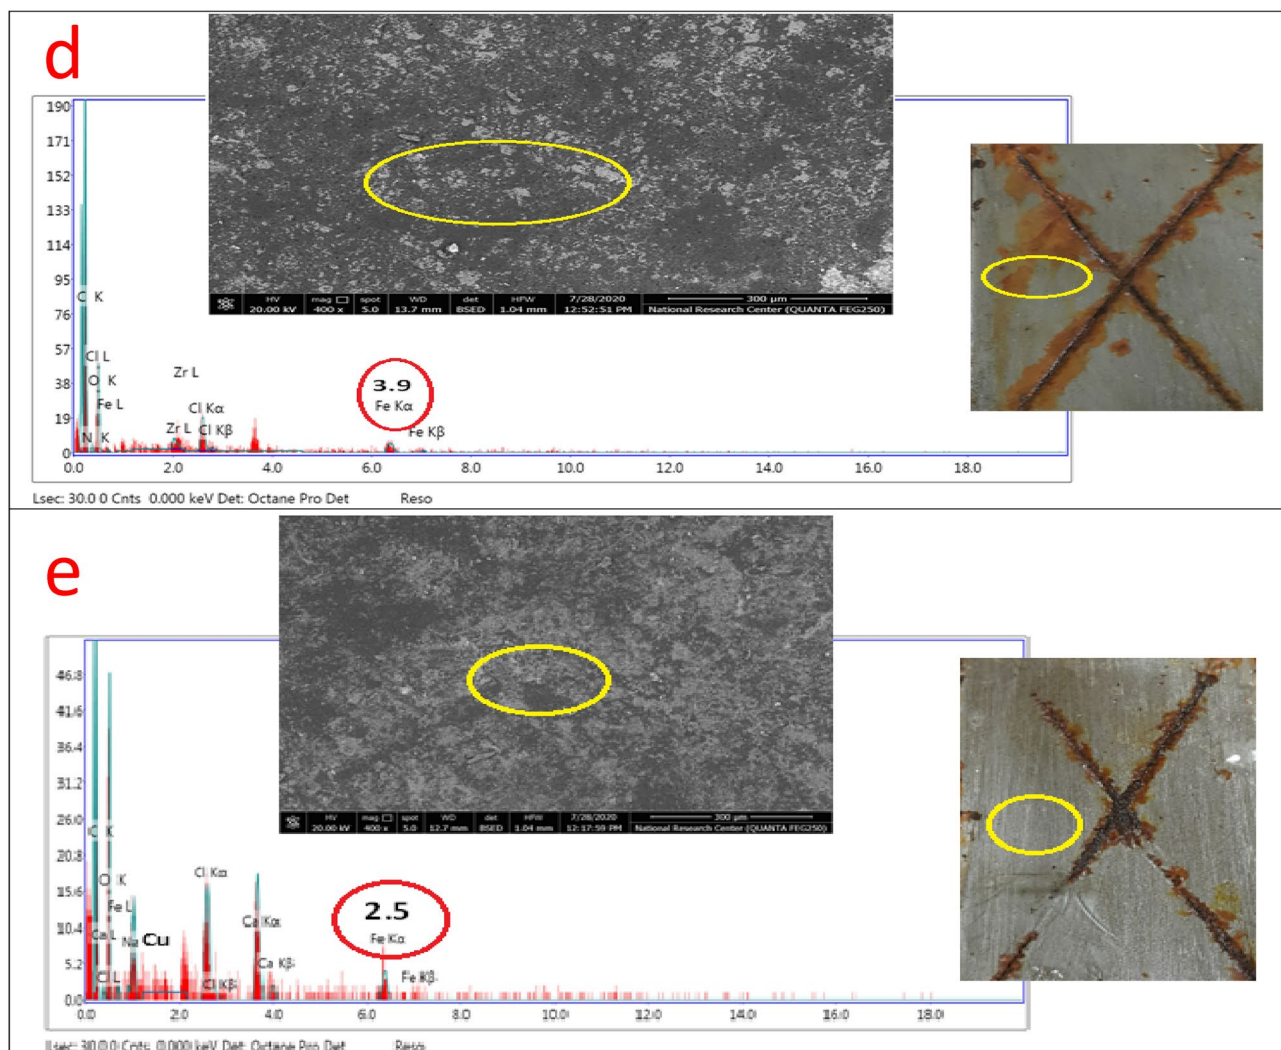 d
190
171
152
133
114
95
76
57
38
19
0
C K
Cl L
O K
Fe L
N K
Zr L
Zr L
Cl Kα
Cl Kβ
3.9
Fe Kα
Fe Kβ
0.0 2.0 4.0 6.0 8.0 10.0 12.0 14.0 16.0 18.0
Lsec: 30.0 0 Cnts 0.000 keV Det: Octane Pro Det Reso
HV mag spot WD det HFW 7/28/2020 300 µm
20.00 kV 400 x 5.0 13.7 mm BSED 1.04 mm 12:52:51 PM National Research Center (QUANTA FEG250)
e
46.8
41.6
36.4
31.2
26.0
20.8
15.6
10.4
5.2
0.0
C K
O K
Fe L
Ca L
Na Cu
Cl L
Cl Kα
Cl Kβ
Ca Kα
Ca Kβ
2.5
Fe Kα
Fe Kβ
0.0 2.0 4.0 6.0 8.0 10.0 12.0 14.0 16.0 18.0
Lsec: 30.0 0 Cnts 0.000 keV Det: Octane Pro Det Reso
HV mag spot WD det HFW 7/28/2020 300 µm
20.00 kV 400 x 5.0 12.7 mm BSED 1.04 mm 12:17:59 PM National Research Center (QUANTA FEG250)